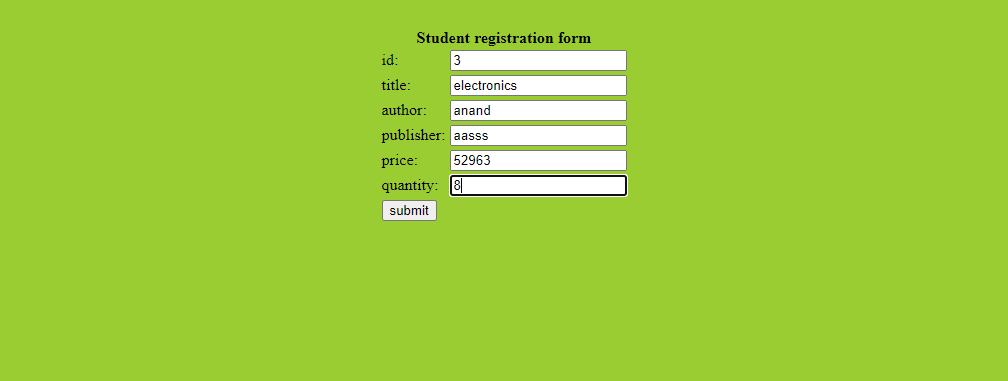 Student registration form
id: 3
title: electronics
author: anand
publisher: aasss
price: 52963
quantity: 8
submit